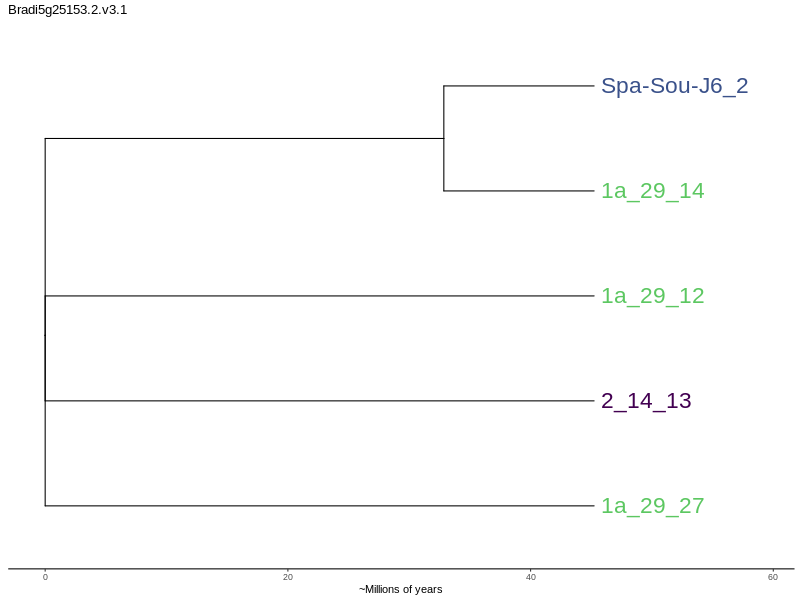 Bradi5g25153.2.v3.1
Spa-Sou-J6_2
1a_29_14
1a_29_12
2_14_13
1a_29_27
0 20 40 60
~Millions of years